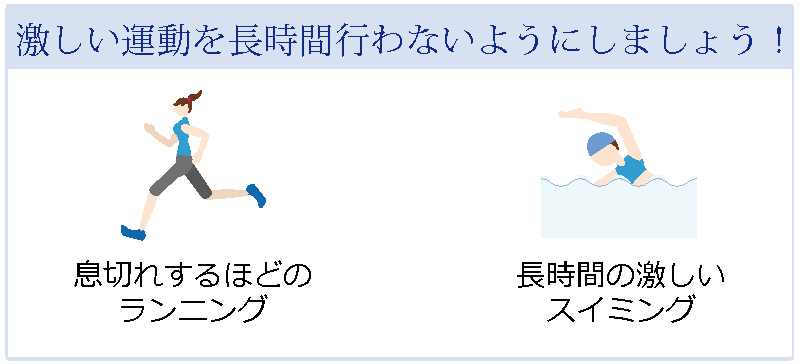 激しい運動を長時間行わないようにしましょう！
息切れするほどの
ランニング
長時間の激しい
スイミング